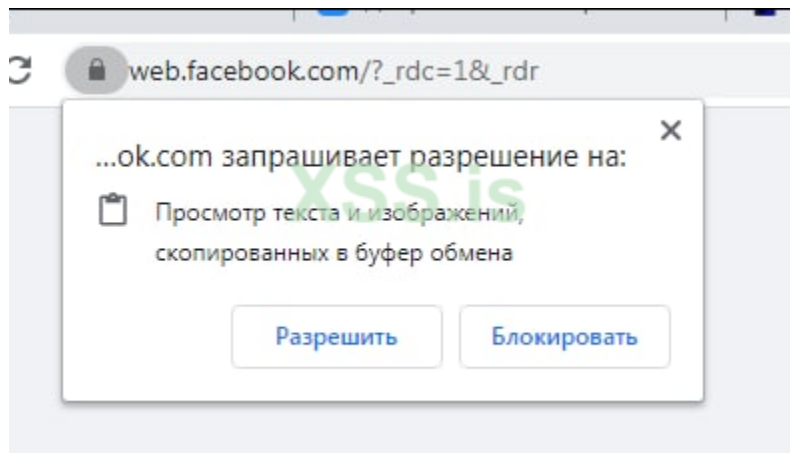 web.facebook.com/?_rdc=1&_rdr
...ok.com запрашивает разрешение на:
XSS.is
Просмотр текста и изображений,
скопированных в буфер обмена
Разрешить
Блокировать